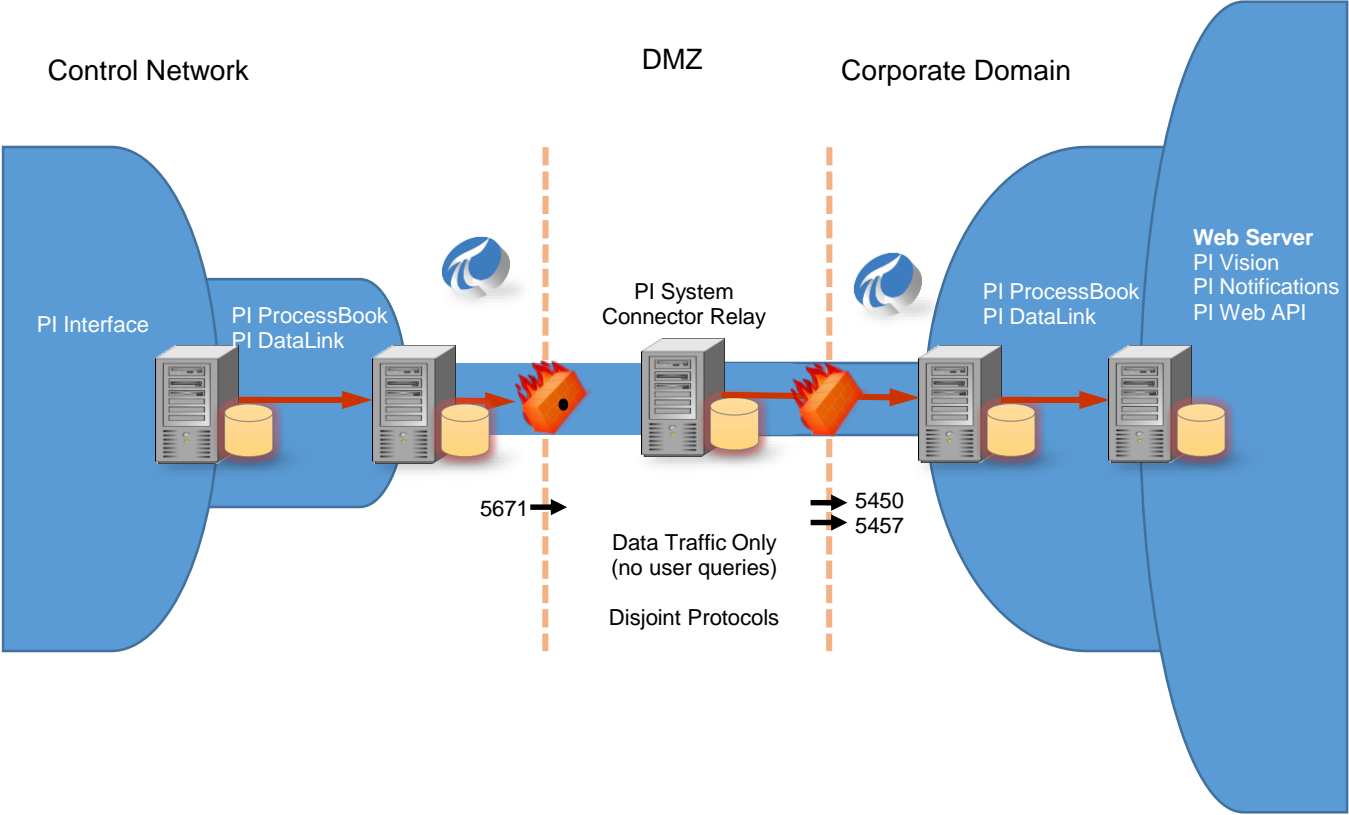 Control Network
DMZ
Corporate Domain
PI Interface
PI ProcessBook
PI DataLink
PI System
Connector Relay
PI ProcessBook
PI DataLink
Web Server
PI Vision
PI Notifications
PI Web API
5671
5450
5457
Data Traffic Only
(no user queries)
Disjoint Protocols